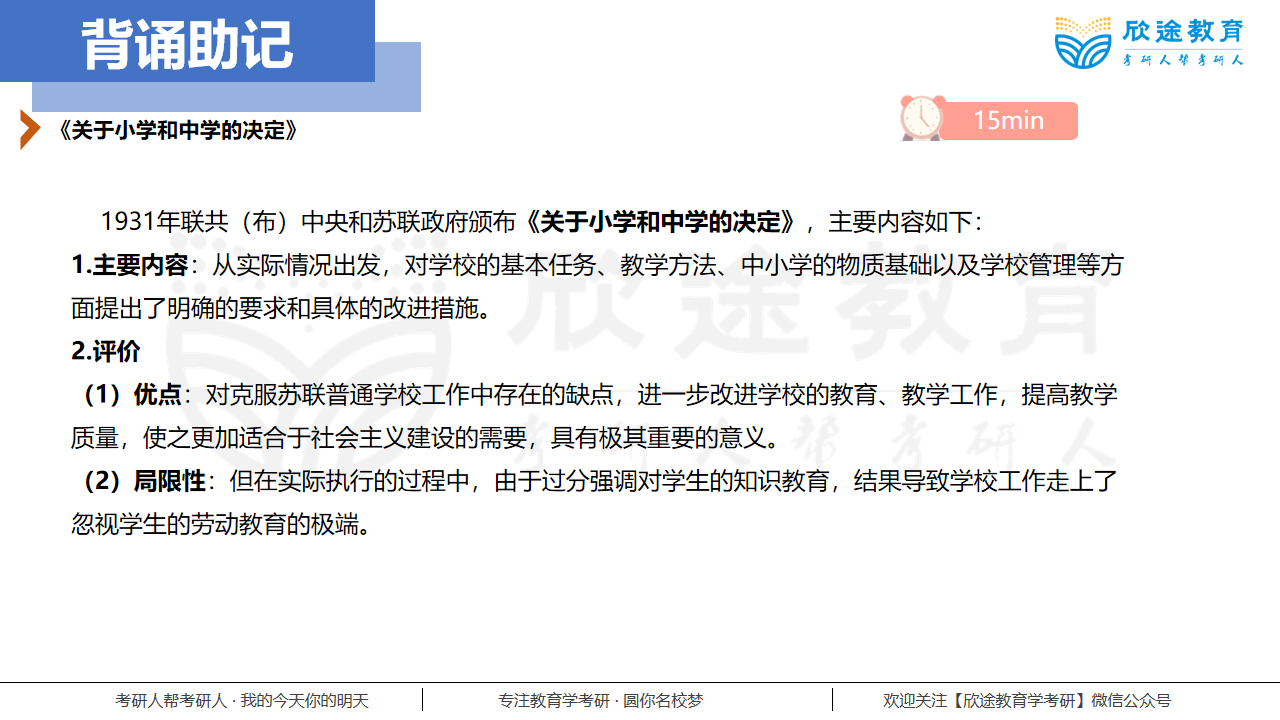 背诵助记
欣途教育
考研人帮考研人
《关于小学和中学的决定》
15min
1931年联共（布）中央和苏联政府颁布《关于小学和中学的决定》，主要内容如下：
1.主要内容：从实际情况出发，对学校的基本任务、教学方法、中小学的物质基础以及学校管理等方
面提出了明确的要求和具体的改进措施。
2.评价
（1）优点：对克服苏联普通学校工作中存在的缺点，进一步改进学校的教育、教学工作，提高教学
质量，使之更加适合于社会主义建设的需要，具有极其重要的意义。
（2）局限性：但在实际执行的过程中，由于过分强调对学生的知识教育，结果导致学校工作走上了
忽视学生的劳动教育的极端。
欣途教育
考研人帮考研人
考研人帮考研人 · 我的今天你的明天
专注教育学考研 · 圆你名校梦
欢迎关注【欣途教育学考研】微信公众号